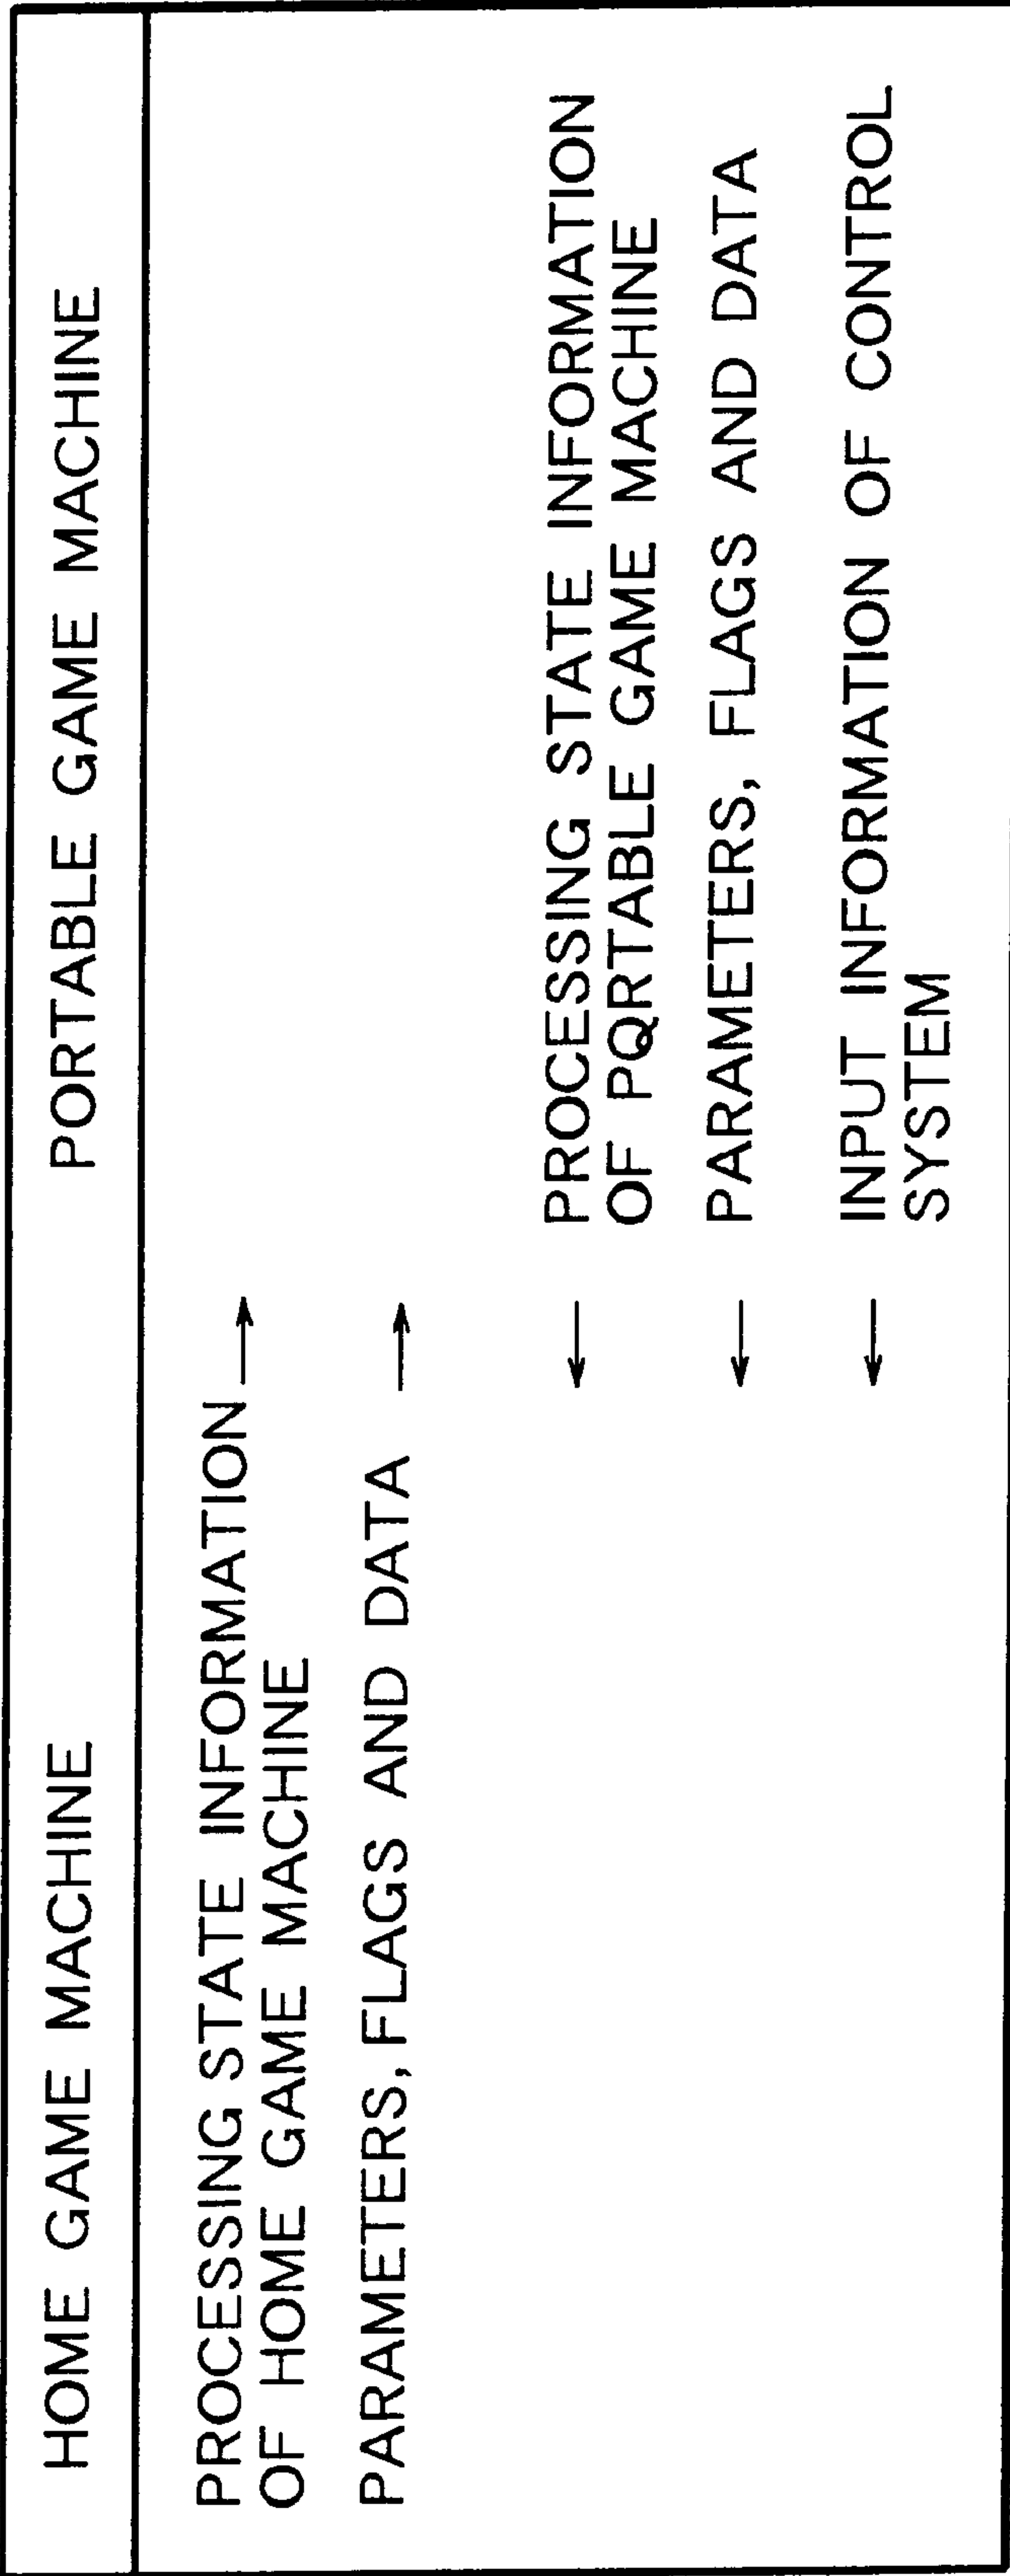 HOME GAME MACHINE
PORTABLE GAME MACHINE
PROCESSING STATE INFORMATION →
OF HOME GAME MACHINE
PARAMETERS, FLAGS AND DATA →
← PROCESSING STATE INFORMATION
OF PQRTABLE GAME MACHINE
← PARAMETERS, FLAGS AND DATA
← INPUT INFORMATION OF CONTROL
SYSTEM